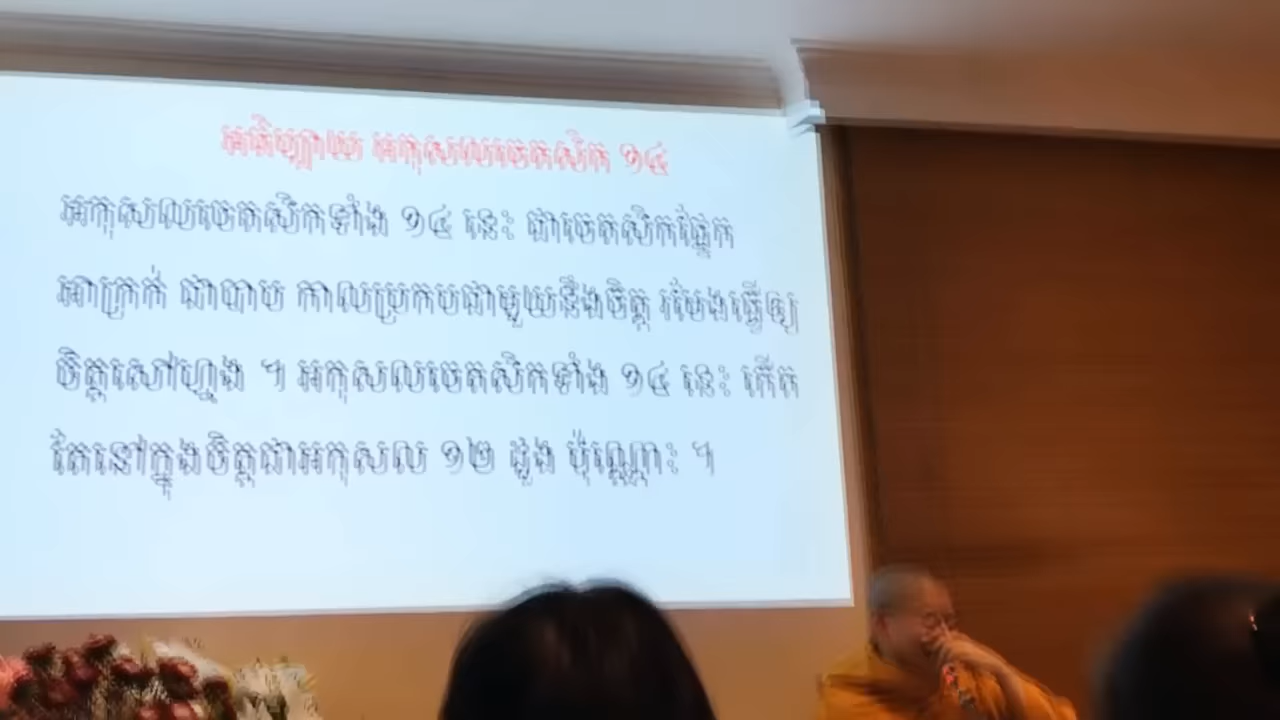 អធិប្បាយ អកុសលចេតសិក ១៤
អកុសលចេតសិកទាំង ១៤ នេះ ជាចេតសិកផ្នែក
អាក្រក់ ជាបាប កាលប្រកបជាមួយនឹងចិត្ត រមែងធ្វើឲ្យ
ចិត្តសៅហ្មង ។ អកុសលចេតសិកទាំង ១៤ នេះ កើត
តែនៅក្នុងចិត្តជាអកុសល ១២ ដួង ប៉ុណ្ណោះ ។